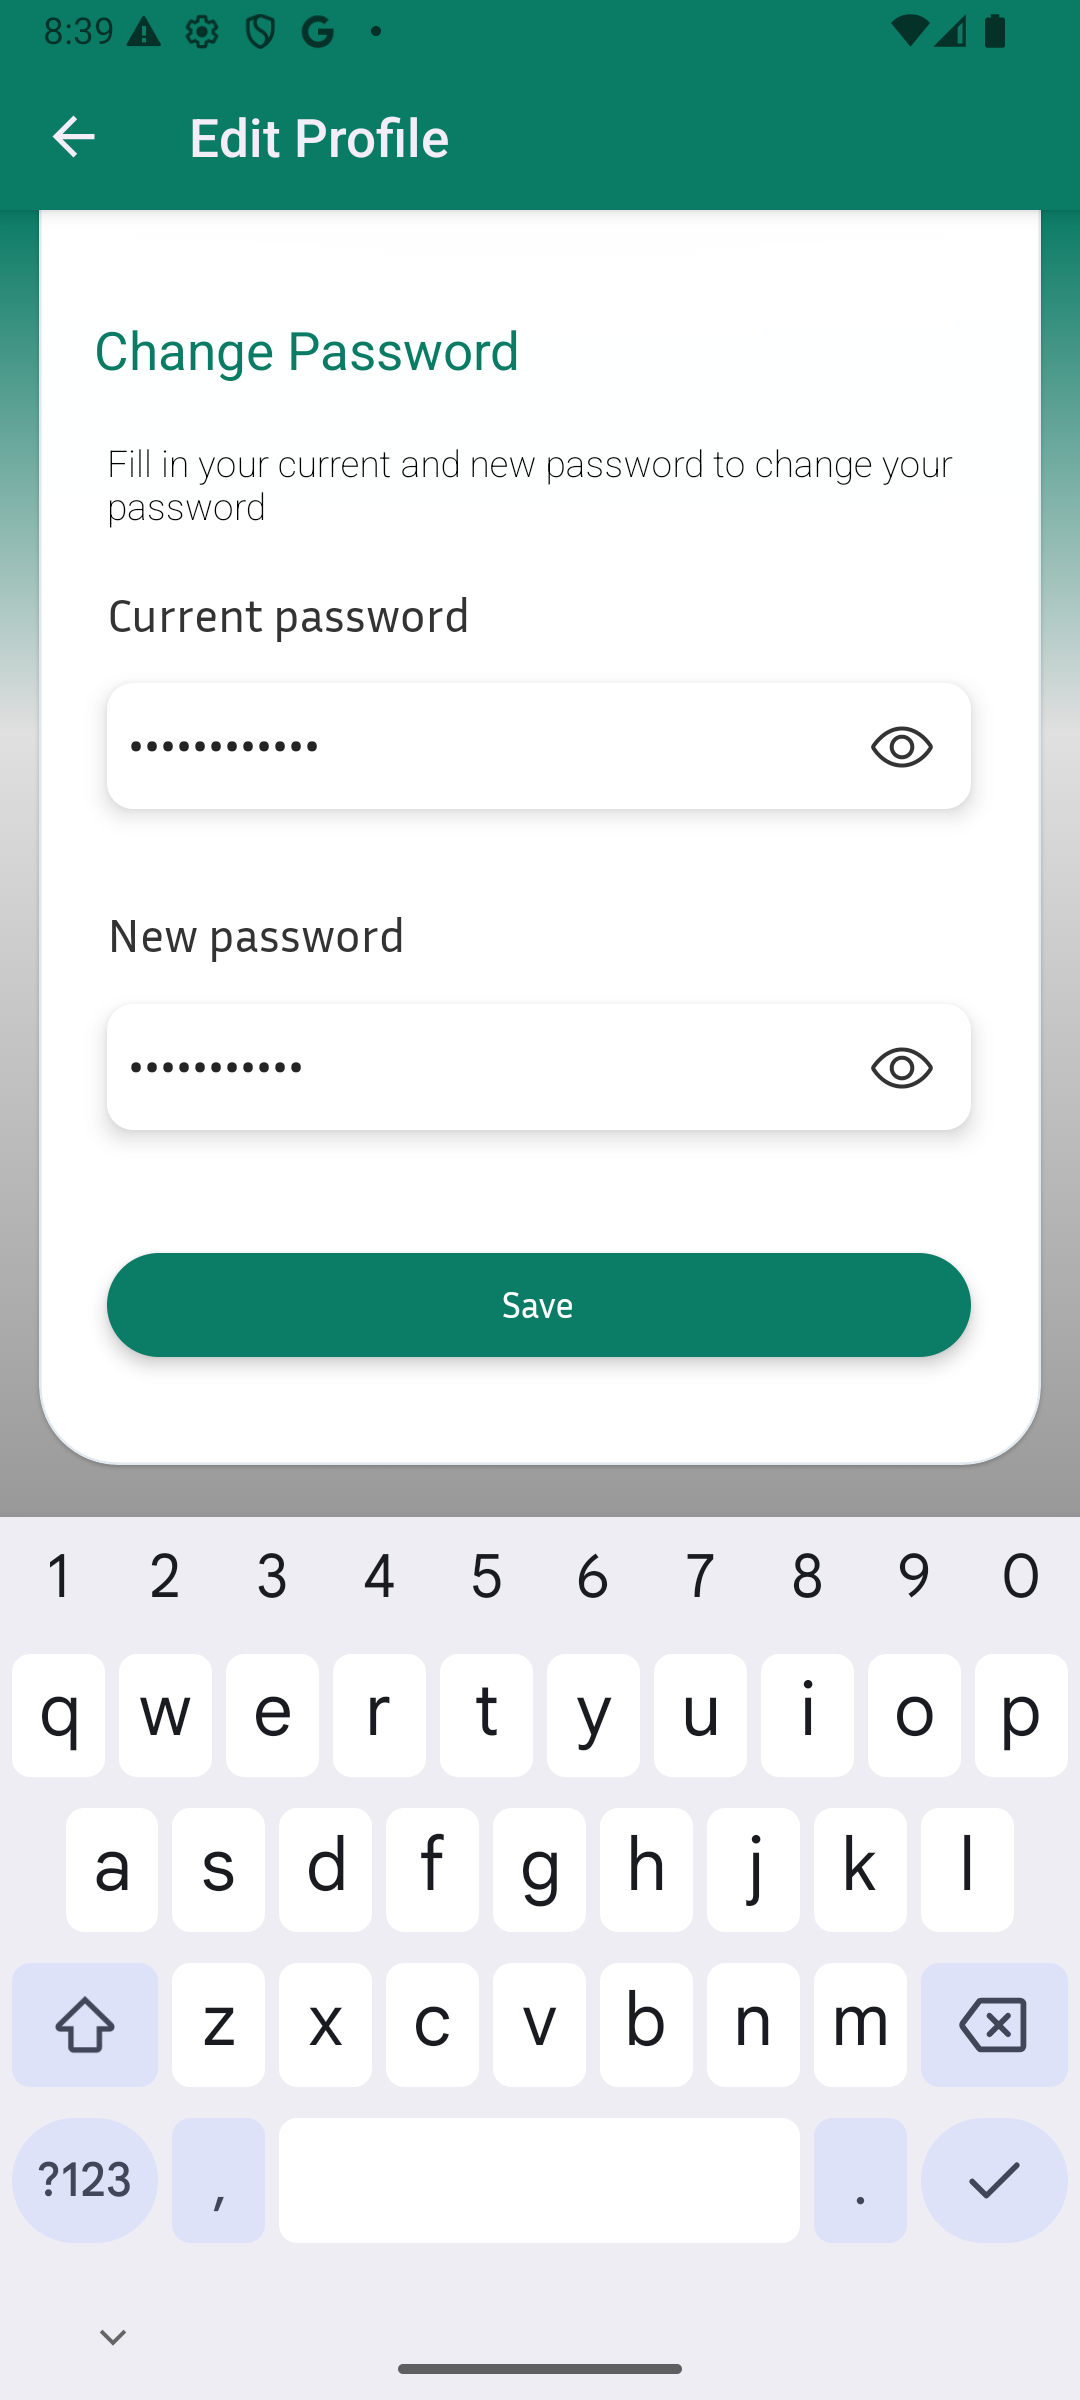 8:39
Edit Profile
Change Password
Fill in your current and new password to change your
password
Current password
••••••••••••
New password
•••••••••••
Save
1 2 3 4 5 6 7 8 9 0
q w e r t y u i o p
a s d f g h j k l
z x c v b n m
?123 , .